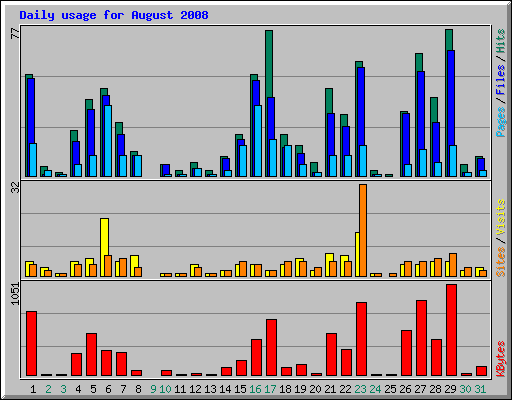 Daily usage for August 2008
77
Pages / Files / Hits
32
Sites / Visits
1051
KBytes
1 2 3 4 5 6 7 8 9 10 11 12 13 14 15 16 17 18 19 20 21 22 23 24 25 26 27 28 29 30 31